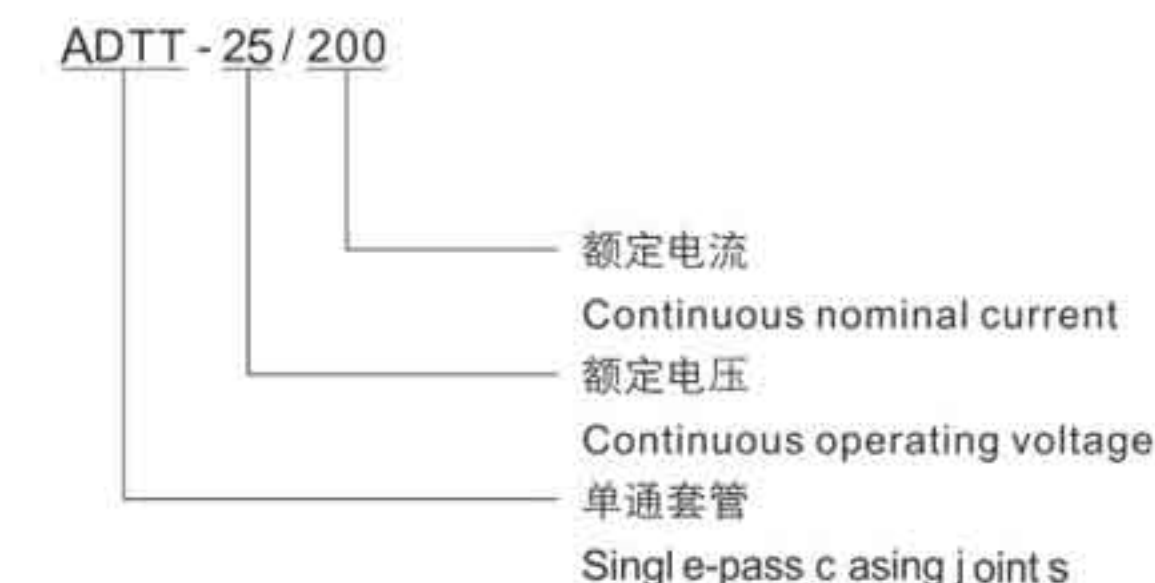 ADTT - 25 / 200
额定电流
Continuous nominal current
额定电压
Continuous operating voltage
单通套管
Singl e-pass c asing j oint s